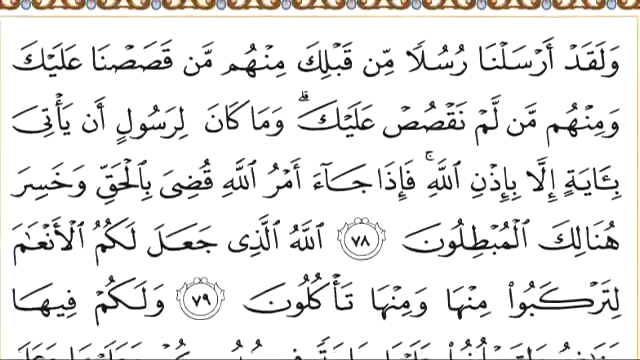 وَلَقَدۡ أَرۡسَلۡنَا رُسُلٗا مِّن قَبۡلِكَ مِنۡهُم مَّن قَصَصۡنَا عَلَيۡكَ
وَمِنۡهُم مَّن لَّمۡ نَقۡصُصۡ عَلَيۡكَۗ وَمَا كَانَ لِرَسُولٍ أَن يَأۡتِيَ
بِـَٔايَةٍ إِلَّا بِإِذۡنِ ٱللَّهِۚ فَإِذَا جَآءَ أَمۡرُ ٱللَّهِ قُضِيَ بِٱلۡحَقِّ وَخَسِرَ
هُنَالِكَ ٱلۡمُبۡطِلُونَ ٧٨ ٱللَّهُ ٱلَّذِي جَعَلَ لَكُمُ ٱلۡأَنۡعَٰمَ
لِتَرۡكَبُواْ مِنۡهَا وَمِنۡهَا تَأۡكُلُونَ ٧٩ وَلَكُمۡ فِيهَا